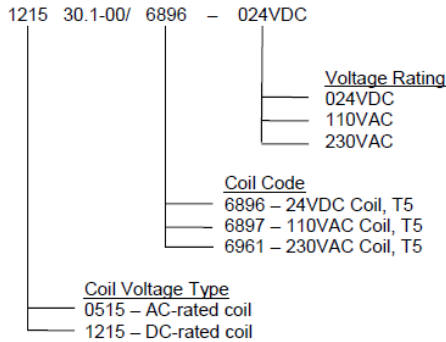 1215 30.1-00/ 6896 – 024VDC
Voltage Rating
024VDC
110VAC
230VAC
Coil Code
6896 – 24VDC Coil, T5
6897 – 110VAC Coil, T5
6961 – 230VAC Coil, T5
Coil Voltage Type
0515 – AC-rated coil
1215 – DC-rated coil